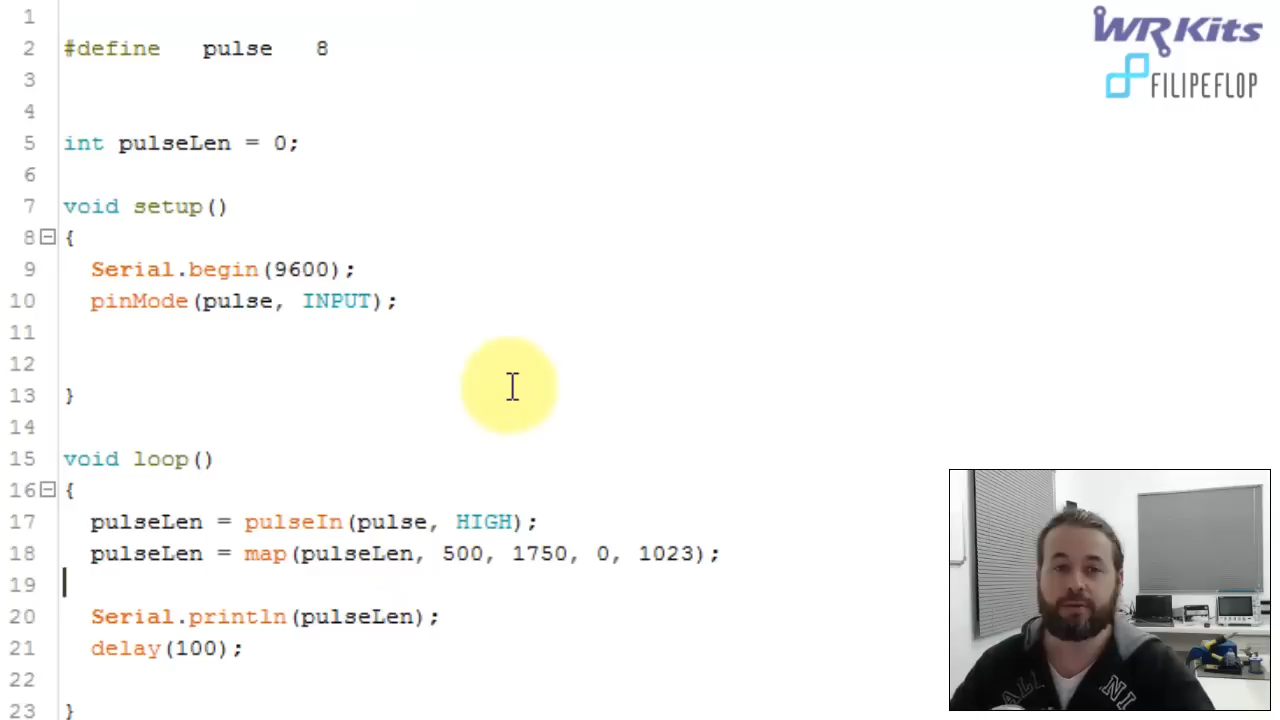 1
2 #define pulse 8
3
4
5 int pulseLen = 0;
6
7 void setup()
8 {
9 Serial.begin(9600);
10 pinMode(pulse, INPUT);
11
12
13 }
14
15 void loop()
16 {
17 pulseLen = pulseIn(pulse, HIGH);
18 pulseLen = map(pulseLen, 500, 1750, 0, 1023);
19
20 Serial.println(pulseLen);
21 delay(100);
22
23 }
WR Kits
FILIPEFLOP